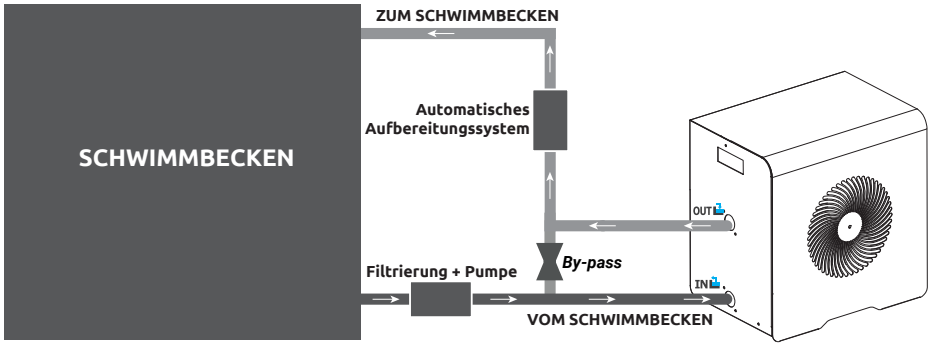 ZUM SCHWIMMBECKEN
Automatisches
Aufbereitungssystem
SCHWIMMBECKEN
OUT
By-pass
Filtrierung + Pumpe
IN
VOM SCHWIMMBECKEN